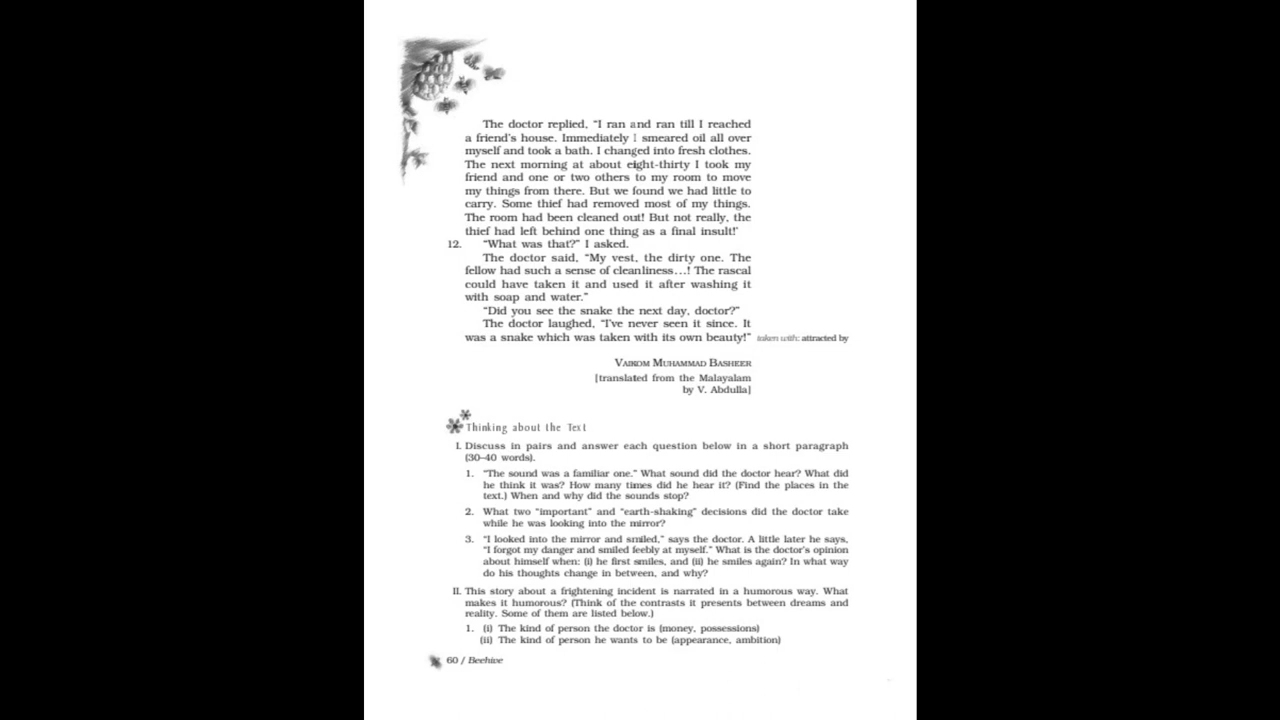 The doctor replied, “I ran and ran till I reached
a friend’s house. Immediately I smeared oil all over
myself and took a bath. I changed into fresh clothes.
The next morning at about eight-thirty I took my
friend and one or two others to my room to move
my things from there. But we found we had little to
carry. Some thief had removed most of my things.
The room had been cleaned out! But not really, the
thief had left behind one thing as a final insult!’
12. “What was that?” I asked.
The doctor said, “My vest, the dirty one. The
fellow had such a sense of cleanliness...! The rascal
could have taken it and used it after washing it
with soap and water.”
“Did you see the snake the next day, doctor?”
The doctor laughed, “I’ve never seen it since. It
was a snake which was taken with its own beauty!” taken with: attracted by
VAIKOM MUHAMMAD BASHEER
[translated from the Malayalam
by V. Abdulla]
Thinking about the Text
I. Discuss in pairs and answer each question below in a short paragraph
(30–40 words).
1. “The sound was a familiar one.” What sound did the doctor hear? What did
he think it was? How many times did he hear it? (Find the places in the
text.) When and why did the sounds stop?
2. What two “important” and “earth-shaking” decisions did the doctor take
while he was looking into the mirror?
3. “I looked into the mirror and smiled,” says the doctor. A little later he says,
“I forgot my danger and smiled feebly at myself.” What is the doctor’s opinion
about himself when: (i) he first smiles, and (ii) he smiles again? In what way
do his thoughts change in between, and why?
II. This story about a frightening incident is narrated in a humorous way. What
makes it humorous? (Think of the contrasts it presents between dreams and
reality. Some of them are listed below.)
1. (i) The kind of person the doctor is (money, possessions)
(ii) The kind of person he wants to be (appearance, ambition)
60 / Beehive